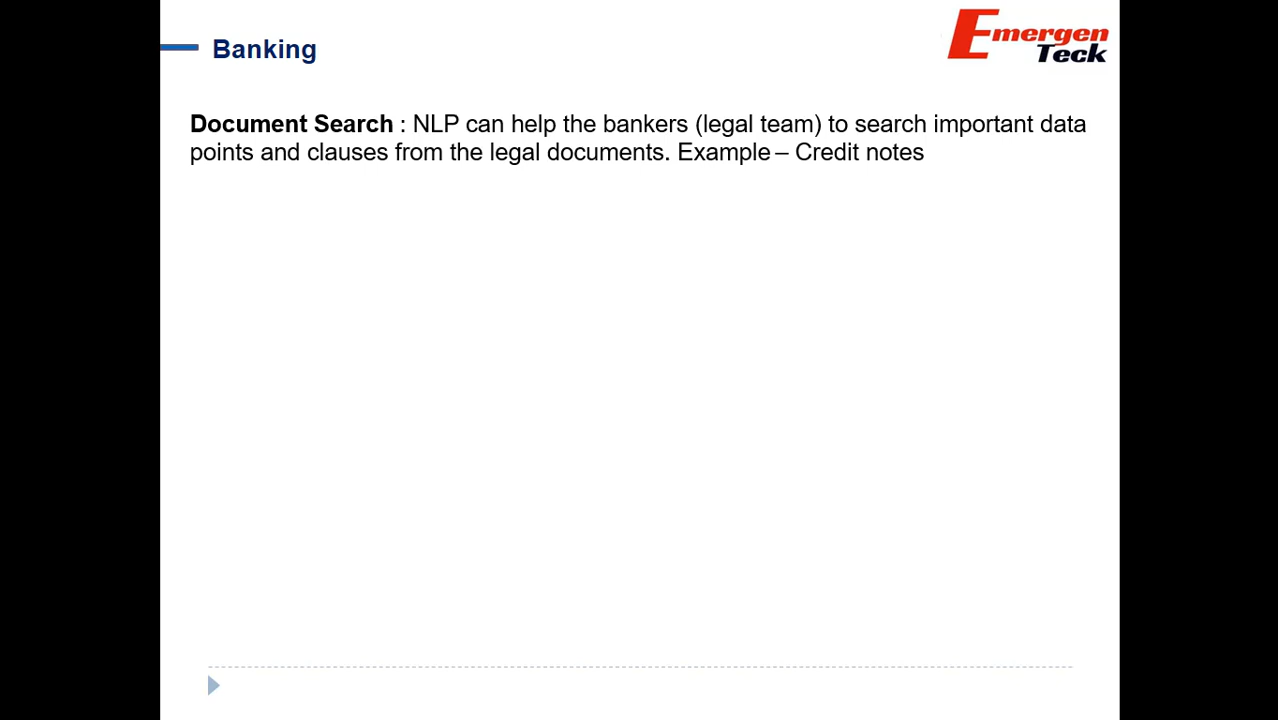 Banking
Emergen
Teck
Document Search : NLP can help the bankers (legal team) to search important data
points and clauses from the legal documents. Example – Credit notes